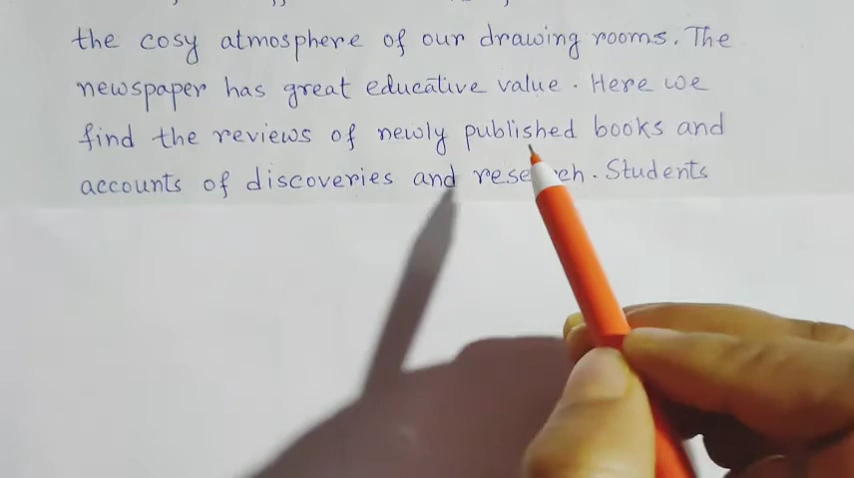 the cosy atmosphere of our drawing rooms. The
newspaper has great educative value. Here we
find the reviews of newly published books and
accounts of discoveries and research. Students